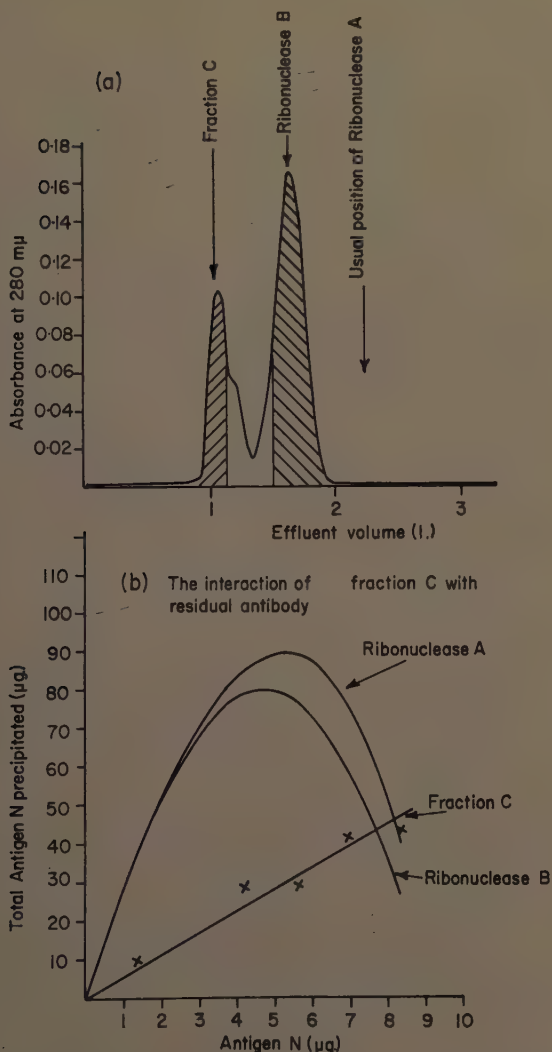 (a)
Fraction C
Ribonuclease B
Usual position of Ribonuclease A
Absorbance at 280 mμ
0·18
0·16
0·14
0·12
0·10
0·08
0·06
0·04
0·02
1
2
3
Effluent volume (l.)
(b) The interaction of fraction C with
residual antibody
Total Antigen N precipitated (μg.)
110
100
90
80
70
60
50
40
30
20
10
Ribonuclease A
Fraction C
Ribonuclease B
1 2 3 4 5 6 7 8 9 10
Antigen N (μg.)